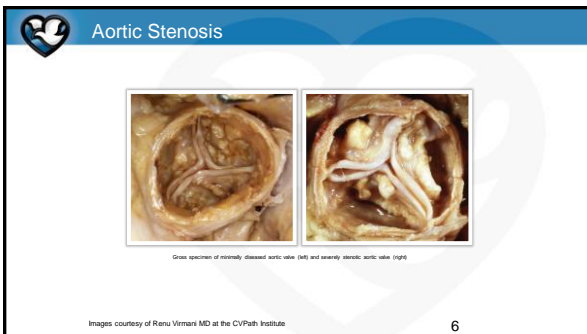 Aortic Stenosis
Gross specimen of minimally diseased aortic valve (left) and severely stenotic aortic valve (right)
Images courtesy of Renu Virmani MD at the CVPath Institute
6